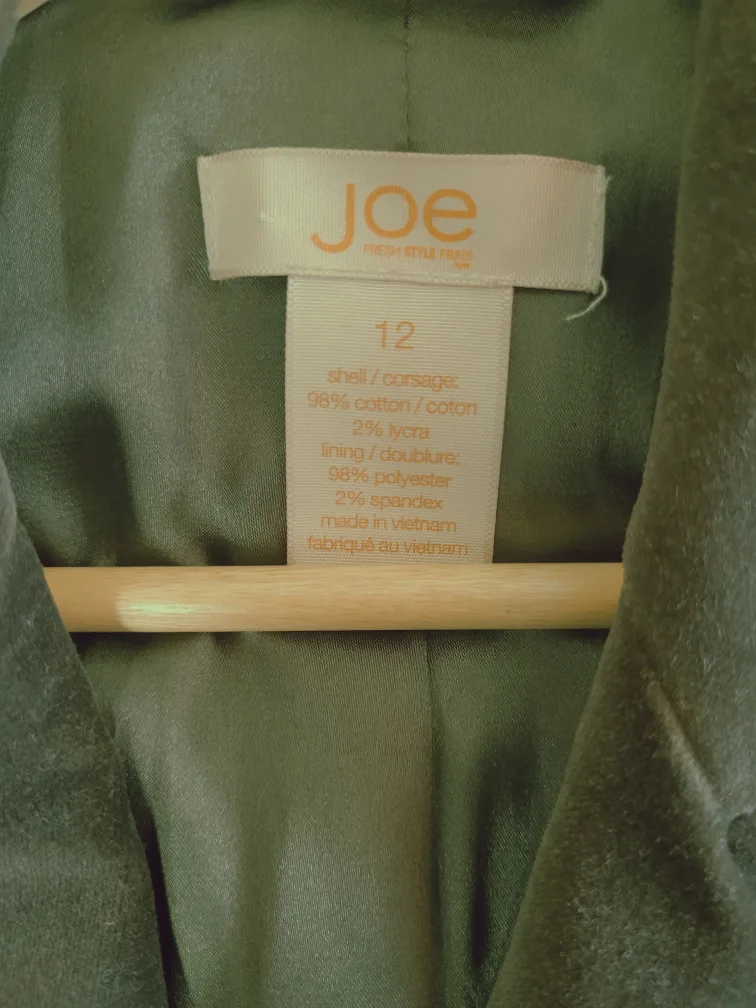 joe
FRESH STYLE FRAIS
12
shell / corsage:
98% cotton / coton
2% lycra
lining / doublure:
98% polyester
2% spandex
made in vietnam
fabriqué au vietnam